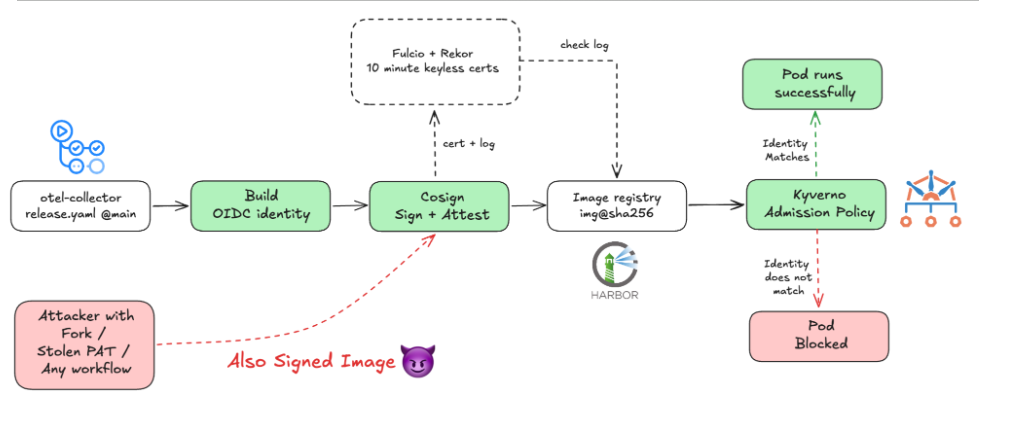 Fulcio + Rekor
10 minute keyless certs
check log
Pod runs
successfully
cert + log
Identity
Matches
otel-collector
release.yaml @main
Build
OIDC identity
Cosign
Sign + Attest
Image registry
img@sha256
Kyverno
Admission Policy
HARBOR
Identity
does not
match
Attacker with
Fork /
Stolen PAT /
Any workflow
Also Signed Image
Pod
Blocked